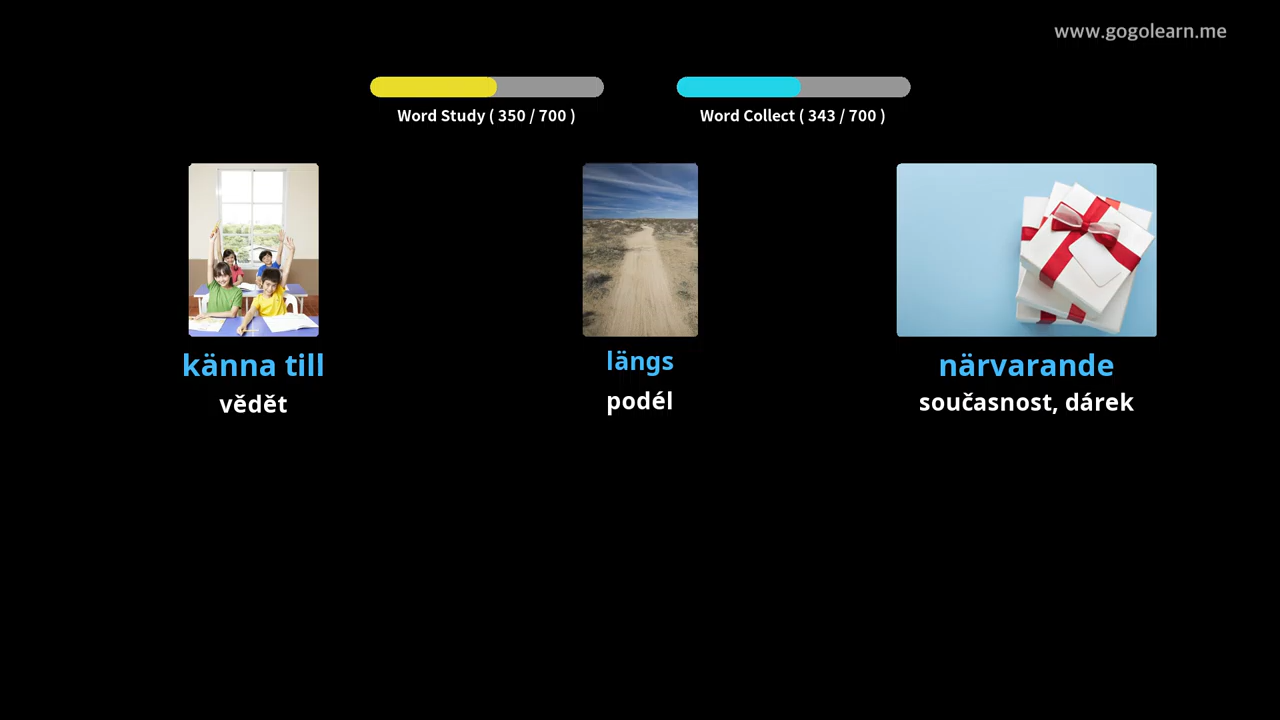 www.gogolearn.me
Word Study ( 350 / 700 )
Word Collect ( 343 / 700 )
känna till
vědět
längs
podél
närvarande
současnost, dárek